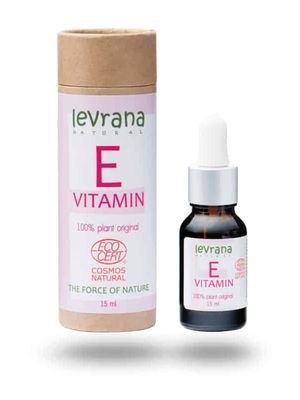 levrana
NATURAL
E
VITAMIN
100% plant original
ECO
CERT
COSMOS
NATURAL
THE FORCE OF NATURE
15 ml
levrana
NATURAL
E
VITAMIN
100% plant original
15 ml